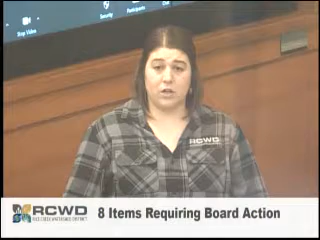 Stop Video
Security
Participants
RCWD
RCWD
RICE CREEK WATERSHED DISTRICT
8 Items Requiring Board Action